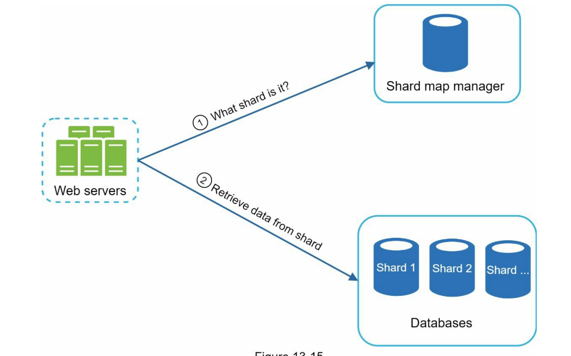 Shard map manager
① What shard is it?
Web servers
② Retrieve data from shard
Shard 1
Shard 2
Shard ...
Databases
Figure 13-15